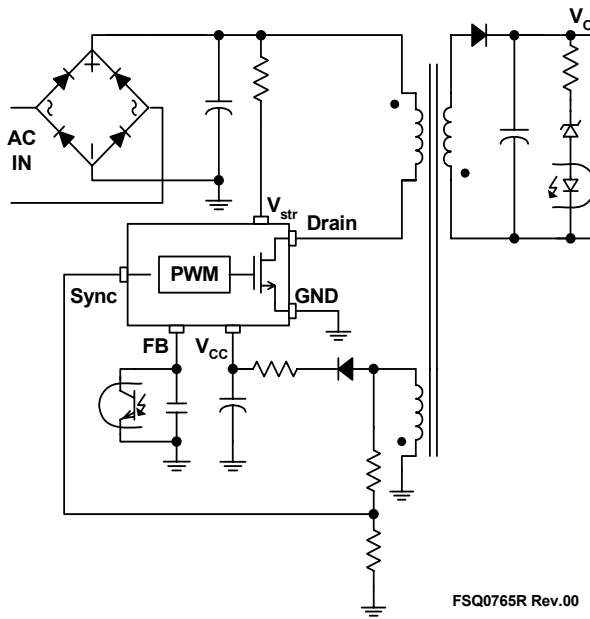 V
AC
IN
V str
Drain
PWM
GND
Sync
FB
V CC
FSQ0765R Rev.00